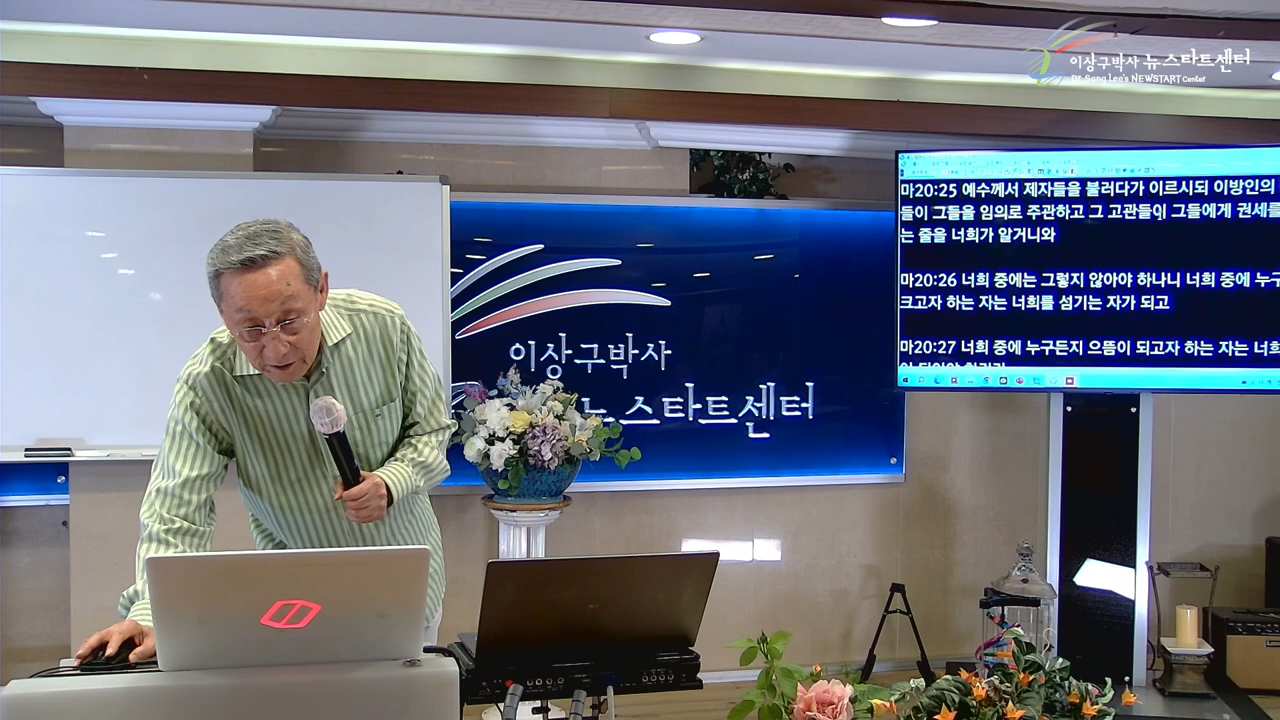 이상구박사 뉴스타트센터
Dr. Sang Lee's NEWSTART Center
마20:25 예수께서 제자들을 불러다가 이르시되 이방인의
들이 그들을 임의로 주관하고 그 고관들이 그들에게 권세를
는 줄을 너희가 알거니와
마20:26 너희 중에는 그렇지 않아야 하나니 너희 중에 누구
크고자 하는 자는 너희를 섬기는 자가 되고
마20:27 너희 중에 누구든지 으뜸이 되고자 하는 자는 너희
이상구박사
뉴스타트센터